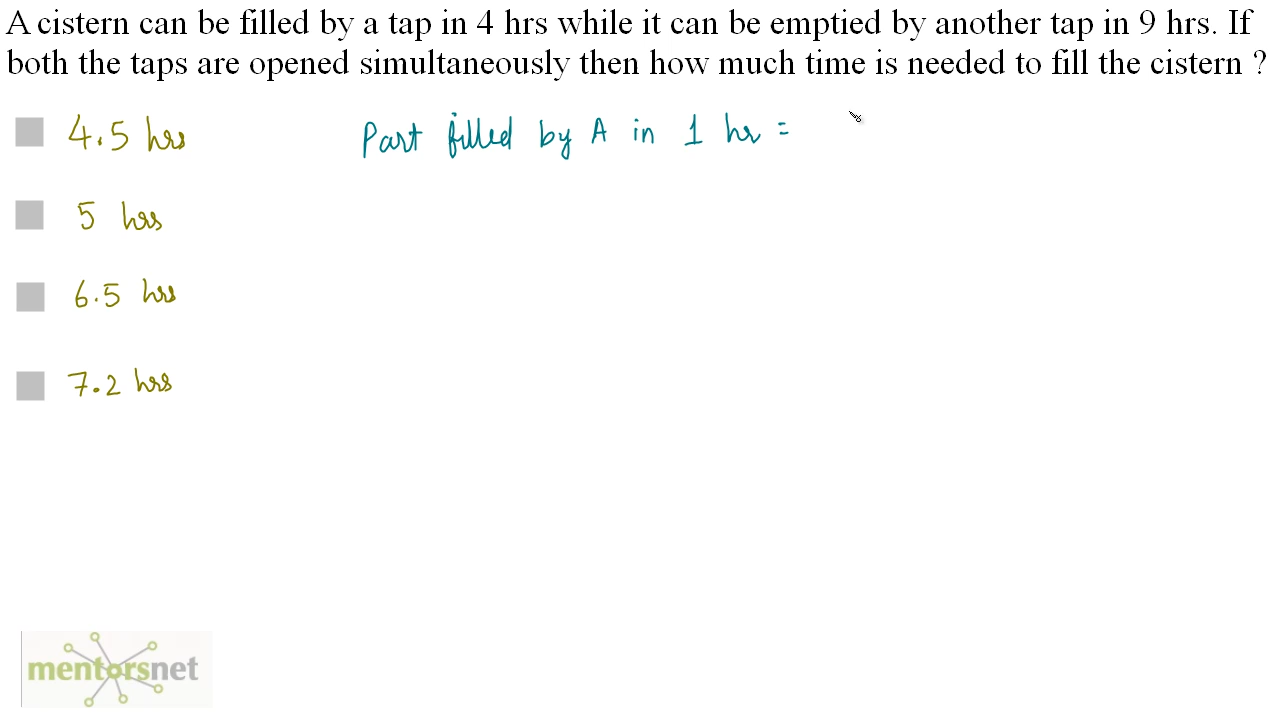 A cistern can be filled by a tap in 4 hrs while it can be emptied by another tap in 9 hrs. If
both the taps are opened simultaneously then how much time is needed to fill the cistern ?
4.5 hrs
Part filled by A in 1 hr =
5 hrs
6.5 hrs
7.2 hrs
mentorsnet